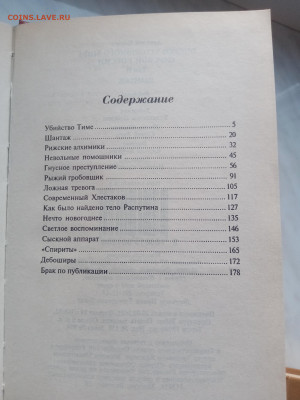 COINS.LAVE.RU
Содержание
Убийство Тиме 5
Шантаж 20
Рижские алхимики 32
Невольные помощники 45
Гнусное преступление 56
Рыжий гробовщик 91
Ложная тревога 105
Современный Хлестаков 117
Как было найдено тело Распутина 127
Нечто новогоднее 135
Светлое воспоминание 146
Сыскной аппарат 153
«Спириты» 165
Дебоширы 172
Брак по публикации 178